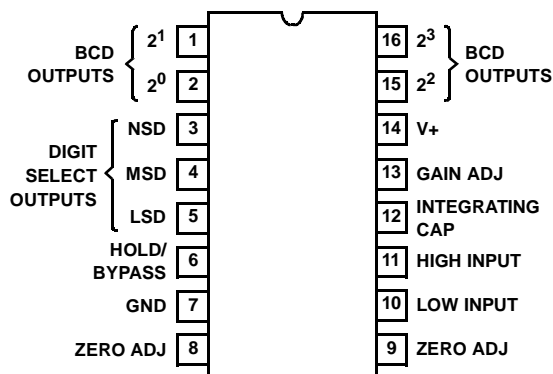 BCD
OUTPUTS
2¹ 1
2⁰ 2
DIGIT
SELECT
OUTPUTS
NSD 3
MSD 4
LSD 5
HOLD/
BYPASS 6
GND 7
ZERO ADJ 8
16 2³
15 2²
BCD
OUTPUTS
14 V+
13 GAIN ADJ
12 INTEGRATING
CAP
11 HIGH INPUT
10 LOW INPUT
9 ZERO ADJ